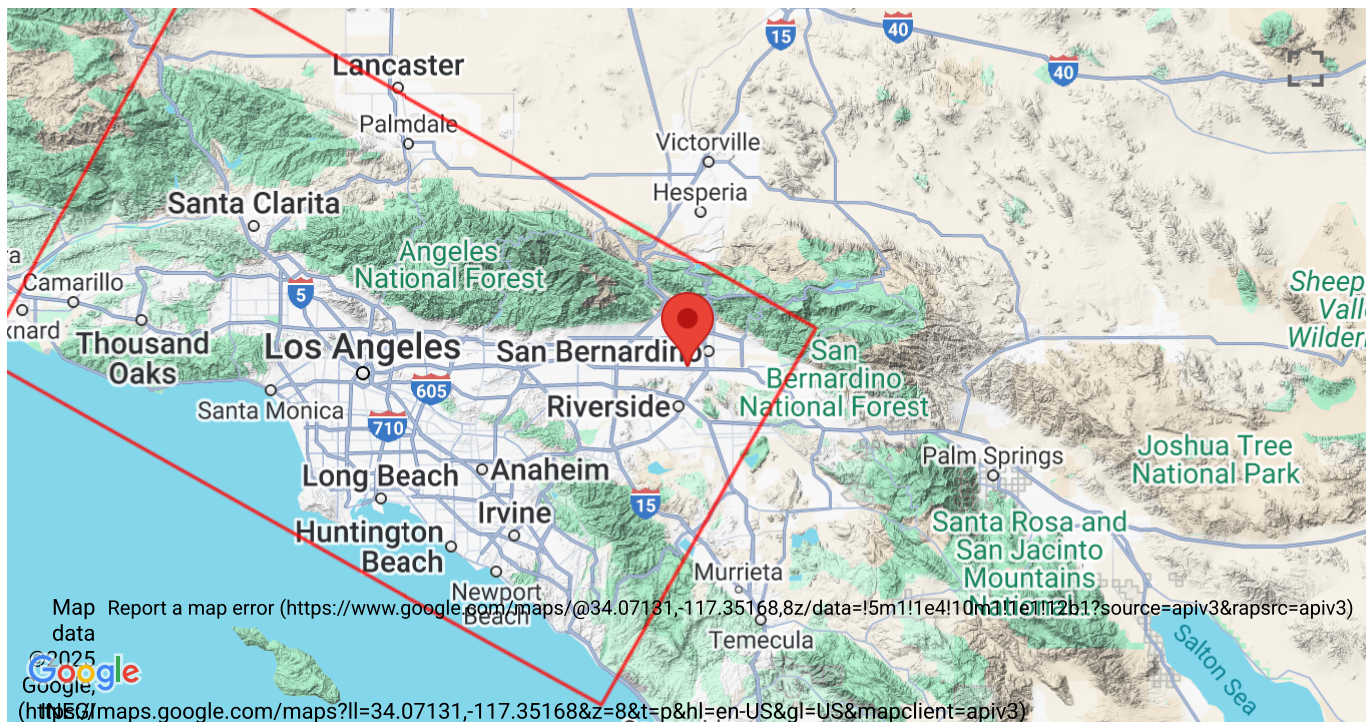 15
40
40
Lancaster
Palmdale
Victorville
Hesperia
Santa Clarita
Angeles
National Forest
Camarillo
5
Thousand
Oaks
Los Angeles
San Bernardino
San
Bernardino
National Forest
605
Santa Monica
Riverside
710
Joshua Tree
National Park
Palm Springs
Anaheim
Long Beach
15
Irvine
Santa Rosa and
San Jacinto
Mountains
National
Huntington
Beach
Murrieta
Newport
Beach
Temecula
Salton Sea
Map
data
©2025
Google,
INEGI
Report a map error (https://www.google.com/maps/@34.07131,-117.35168,8z/data=!5m1!1e4!10m1!1e1!12b1?source=apiv3&rapsrc=apiv3)
Google
(https://maps.google.com/maps?ll=34.07131,-117.35168&z=8&t=p&hl=en-US&gl=US&mapclient=apiv3)